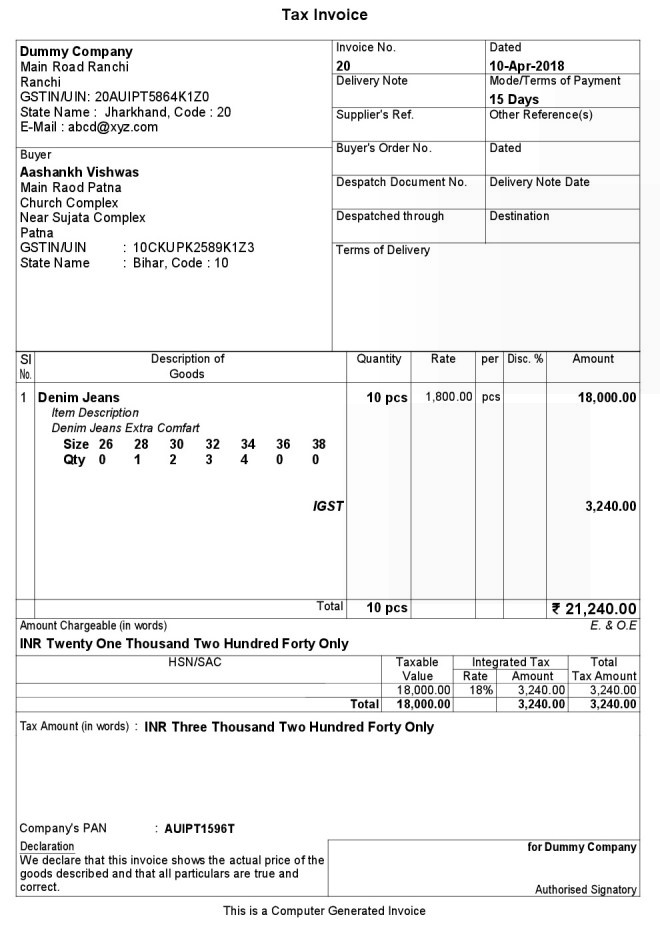 Tax Invoice
Dummy Company
Main Road Ranchi
Ranchi
GSTIN/UIN: 20AUIPT5864K1Z0
State Name : Jharkhand, Code : 20
E-Mail : abcd@xyz.com
Invoice No.
20
Dated
10-Apr-2018
Delivery Note
Mode/Terms of Payment
15 Days
Supplier's Ref.
Other Reference(s)
Buyer
Aashankh Vishwas
Main Raod Patna
Church Complex
Near Sujata Complex
Patna
GSTIN/UIN : 10CKUPK2589K1Z3
State Name : Bihar, Code : 10
Buyer's Order No.
Dated
Despatch Document No.
Delivery Note Date
Despatched through
Destination
Terms of Delivery
Sl No. Description of Goods Quantity Rate per Disc. % Amount
1 Denim Jeans 10 pcs 1,800.00 pcs 18,000.00
Item Description
Denim Jeans Extra Comfart
Size 26 28 30 32 34 36 38
Qty 0 1 2 3 4 0 0
IGST 3,240.00
Total 10 pcs ₹ 21,240.00
Amount Chargeable (in words) E. & O.E
INR Twenty One Thousand Two Hundred Forty Only
HSN/SAC Taxable Value Integrated Tax Rate Amount Total Tax Amount
18,000.00 18% 3,240.00 3,240.00
Total 18,000.00 3,240.00 3,240.00
Tax Amount (in words) : INR Three Thousand Two Hundred Forty Only
Company's PAN : AUIPT1596T
Declaration
We declare that this invoice shows the actual price of the
goods described and that all particulars are true and
correct.
for Dummy Company
Authorised Signatory
This is a Computer Generated Invoice